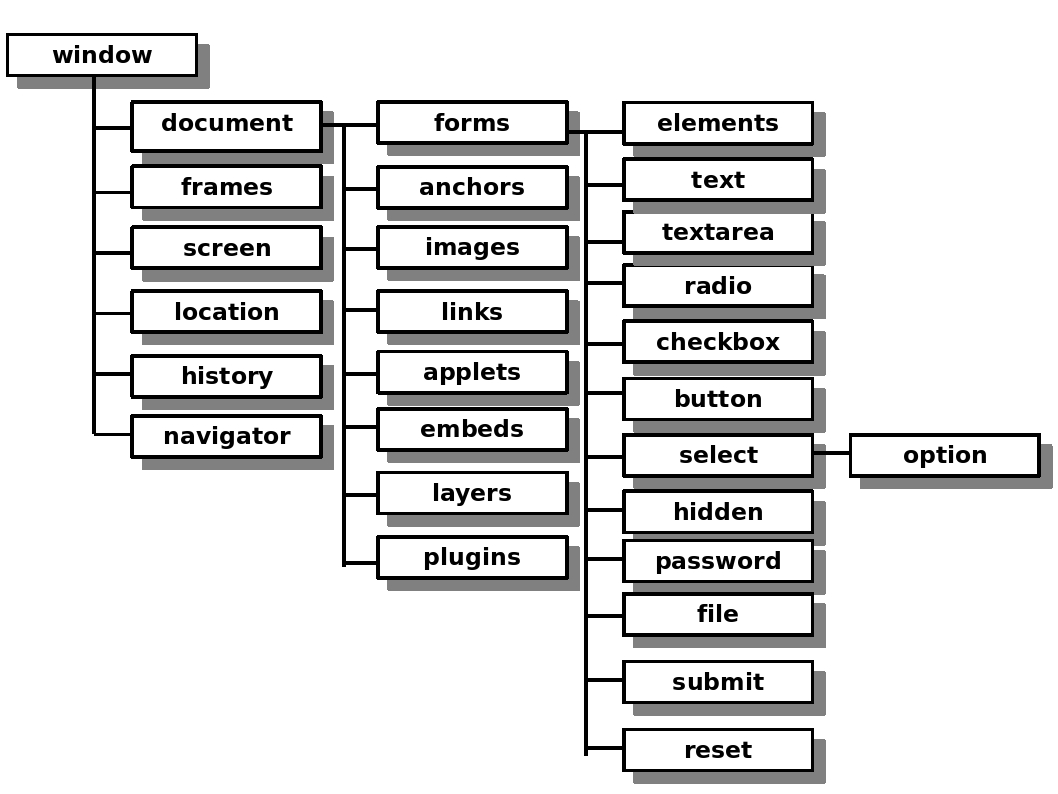 window
document
frames
screen
location
history
navigator
forms
anchors
images
links
applets
embeds
layers
plugins
elements
text
textarea
radio
checkbox
button
select
hidden
password
file
submit
reset
option